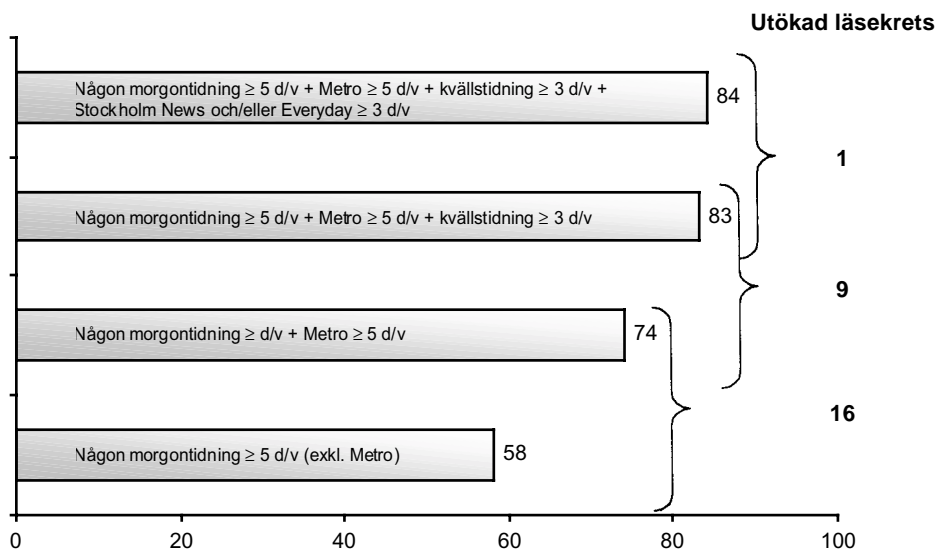 Utökad läsekrets
Någon morgontidning ≥ 5 d/v + Metro ≥ 5 d/v + kvällstidning ≥ 3 d/v +
Stockholm News och/eller Everyday ≥ 3 d/v
84
1
Någon morgontidning ≥ 5 d/v + Metro ≥ 5 d/v + kvällstidning ≥ 3 d/v
83
9
Någon morgontidning ≥ d/v + Metro ≥ 5 d/v
74
16
Någon morgontidning ≥ 5 d/v (exkl. Metro)
58
0 20 40 60 80 100